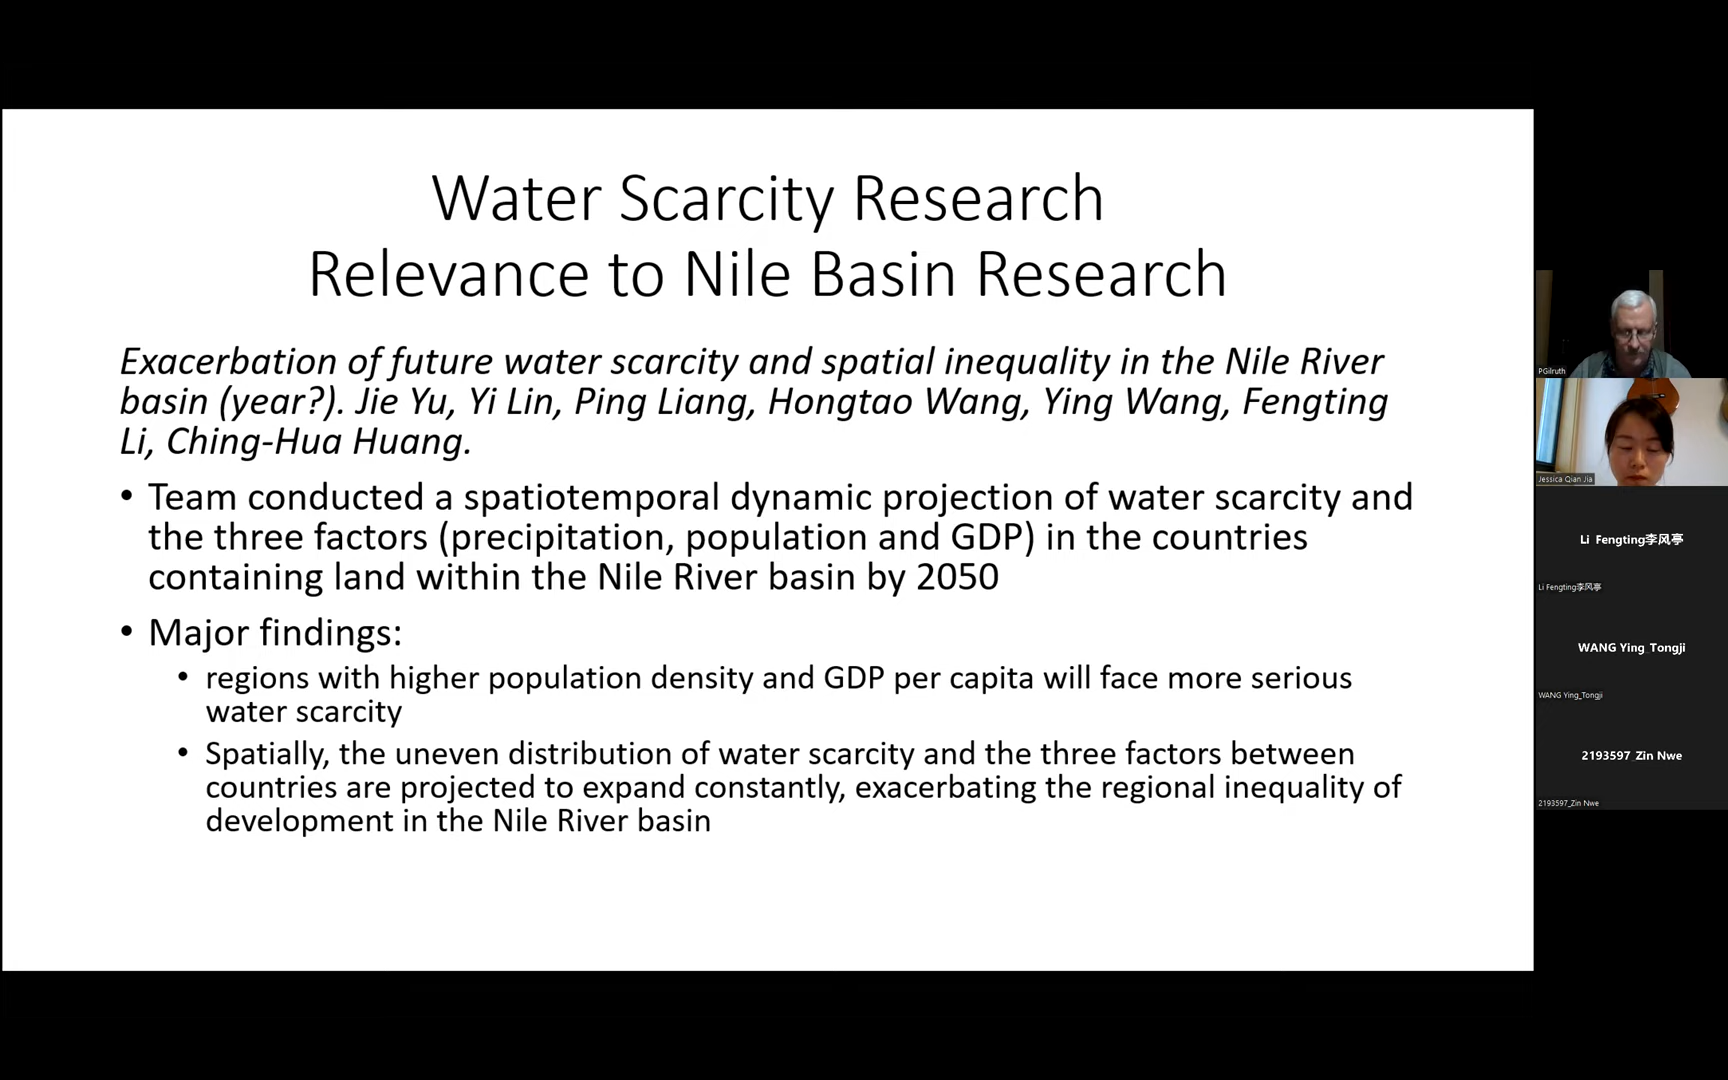 Water Scarcity Research
Relevance to Nile Basin Research
Exacerbation of future water scarcity and spatial inequality in the Nile River
basin (year?). Jie Yu, Yi Lin, Ping Liang, Hongtao Wang, Ying Wang, Fengting
Li, Ching-Hua Huang.
• Team conducted a spatiotemporal dynamic projection of water scarcity and
the three factors (precipitation, population and GDP) in the countries
containing land within the Nile River basin by 2050
• Major findings:
• regions with higher population density and GDP per capita will face more serious
water scarcity
• Spatially, the uneven distribution of water scarcity and the three factors between
countries are projected to expand constantly, exacerbating the regional inequality of
development in the Nile River basin
PGilruth
Jessica Qian Jia
Li Fengting李风亭
Li Fengting李风亭
WANG Ying_Tongji
WANG Ying_Tongji
2193597_Zin Nwe
2193597_Zin Nwe